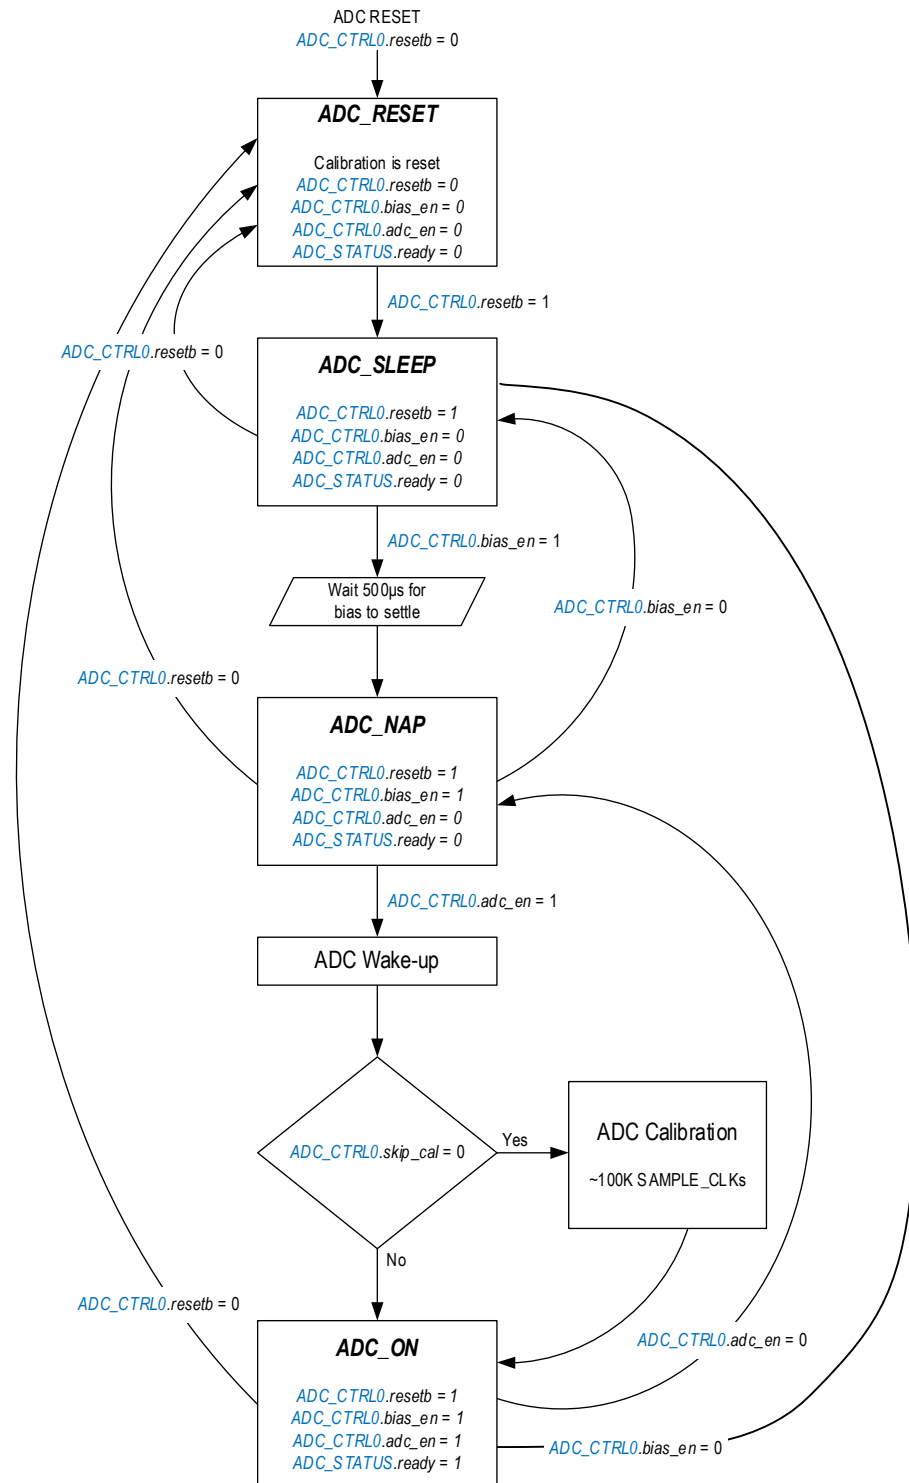 ADC RESET
ADC_CTRL0.resetb = 0
ADC_RESET
Calibration is reset
ADC_CTRL0.resetb = 0
ADC_CTRL0.bias_en = 0
ADC_CTRL0.adc_en = 0
ADC_STATUS.ready = 0
ADC_CTRL0.resetb = 1
ADC_CTRL0.resetb = 0
ADC_SLEEP
ADC_CTRL0.resetb = 1
ADC_CTRL0.bias_en = 0
ADC_CTRL0.adc_en = 0
ADC_STATUS.ready = 0
ADC_CTRL0.bias_en = 1
Wait 500µs for
bias to settle
ADC_CTRL0.bias_en = 0
ADC_CTRL0.resetb = 0
ADC_NAP
ADC_CTRL0.resetb = 1
ADC_CTRL0.bias_en = 1
ADC_CTRL0.adc_en = 0
ADC_STATUS.ready = 0
ADC_CTRL0.adc_en = 1
ADC Wake-up
ADC_CTRL0.skip_cal = 0
Yes
ADC Calibration
~100K SAMPLE_CLKs
No
ADC_CTRL0.resetb = 0
ADC_CTRL0.adc_en = 0
ADC_ON
ADC_CTRL0.resetb = 1
ADC_CTRL0.bias_en = 1
ADC_CTRL0.adc_en = 1
ADC_STATUS.ready = 1
ADC_CTRL0.bias_en = 0